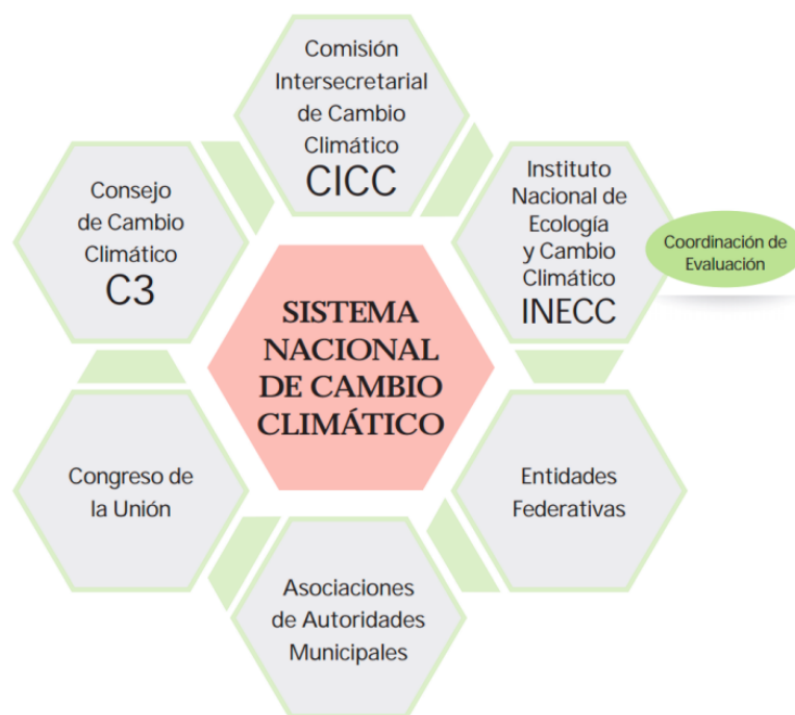 Comisión
Intersecretarial
de Cambio
Climático
CICC
Instituto
Nacional de
Ecología
y Cambio
Climático
INECC
Coordinación de
Evaluación
Consejo
de Cambio
Climático
C3
SISTEMA
NACIONAL
DE CAMBIO
CLIMÁTICO
Congreso de
la Unión
Entidades
Federativas
Asociaciones
de Autoridades
Municipales